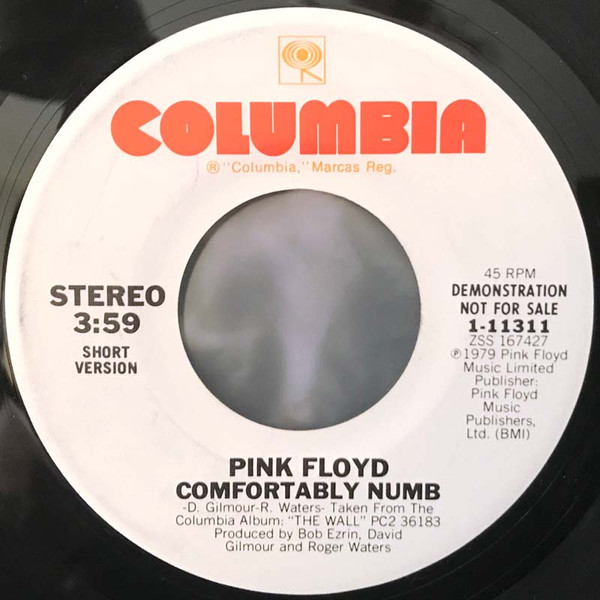 COLUMBIA
®"Columbia," Marcas Reg.
STEREO
3:59
SHORT
VERSION
45 RPM
DEMONSTRATION
NOT FOR SALE
1-11311
ZSS 167427
℗1979 Pink Floyd
Music Limited
Publisher:
Pink Floyd
Music
Publishers,
Ltd. (BMI)
PINK FLOYD
COMFORTABLY NUMB
-D. Gilmour-R. Waters- Taken From The
Columbia Album: "THE WALL" PC2 36183
Produced by Bob Ezrin, David
Gilmour and Roger Waters